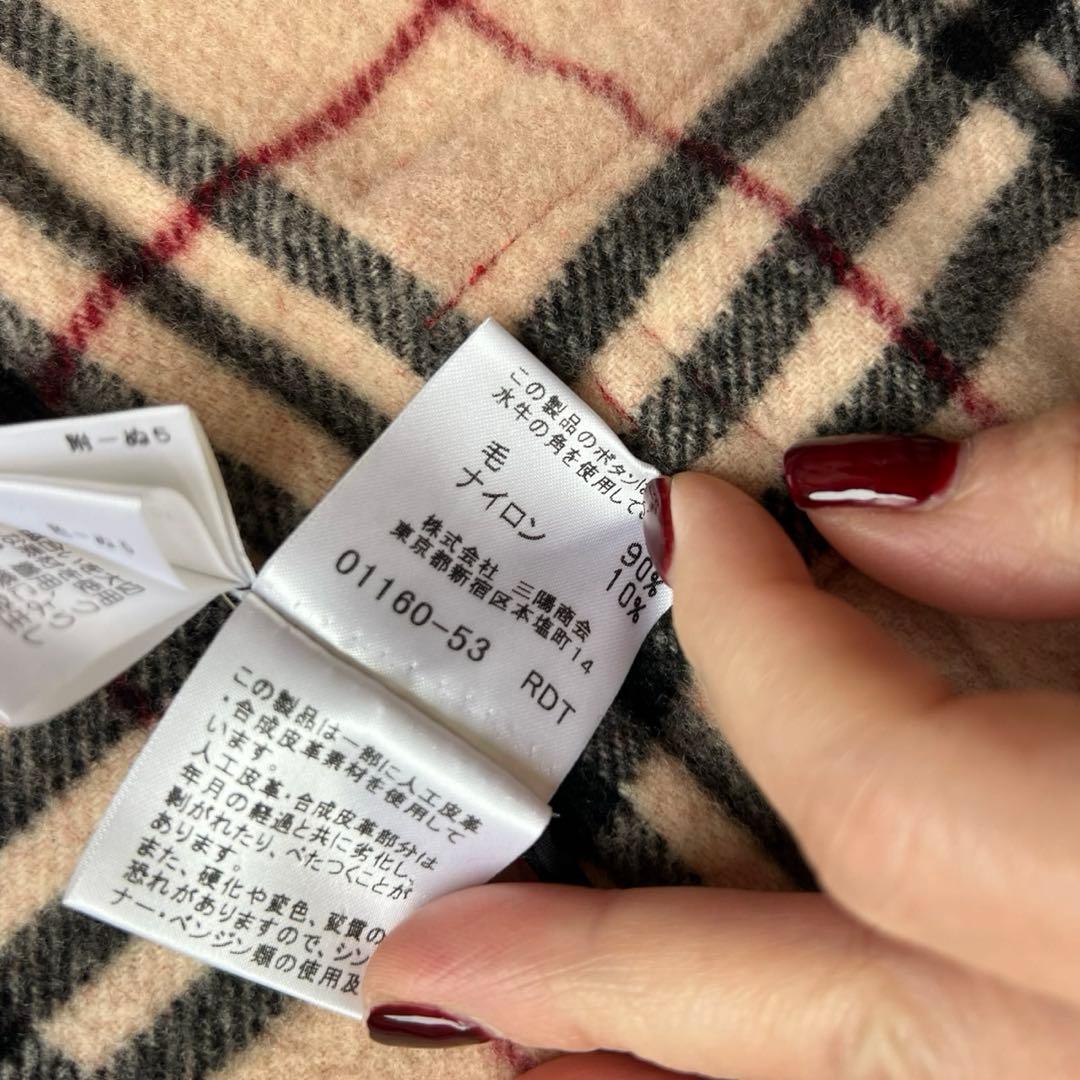 この製品のボタンは
水牛の角を使用して
毛 90%
ナイロン 10%
株式会社 三陽商会
東京都新宿区本塩町14
01160-53 RDT
この製品は一部に人工皮革
・合成皮革素材を使用して
います。
人工皮革・合成皮革部分は
年月の経過と共に劣化し、
剥がれたり、べたつくことが
あります。
また、硬化や変色、変質の
恐れがありますので、シン
ナー・ベンジン類の使用及